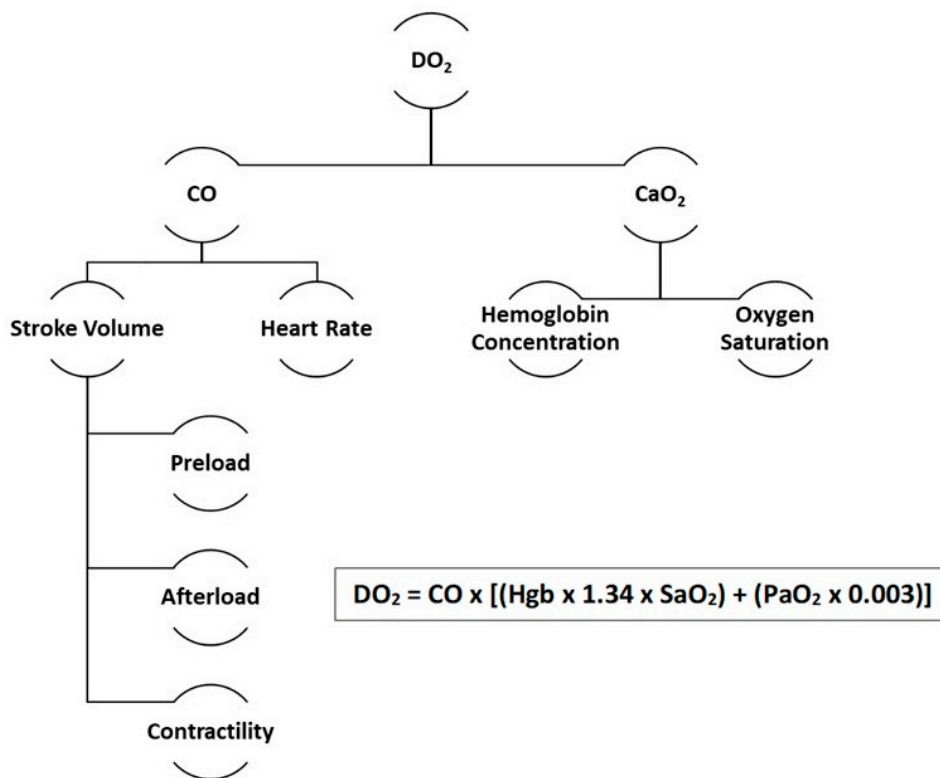 DO₂
CO
CaO₂
Stroke Volume
Heart Rate
Hemoglobin
Concentration
Oxygen
Saturation
Preload
Afterload
DO₂ = CO x [(Hgb x 1.34 x SaO₂) + (PaO₂ x 0.003)]
Contractility